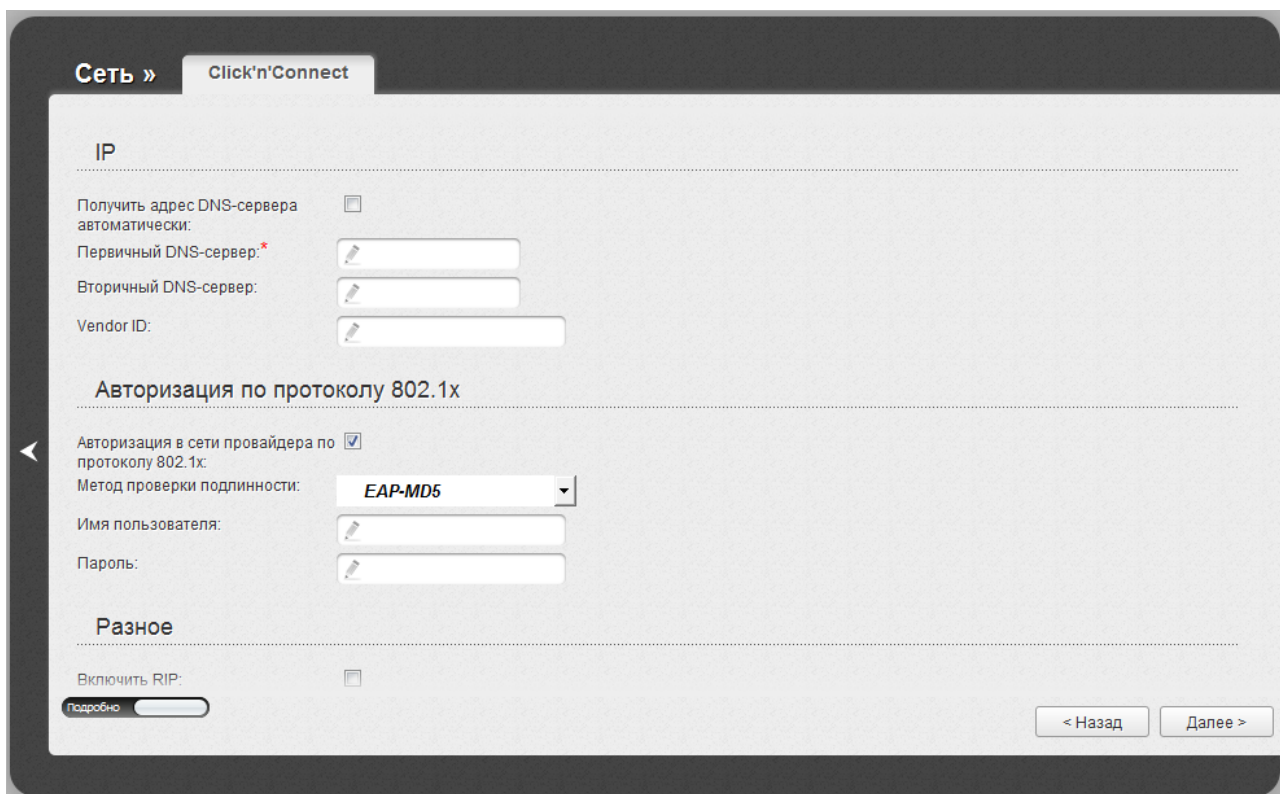 Сеть »
Click'n'Connect
IP
Получить адрес DNS-сервера
автоматически:
Первичный DNS-сервер:*
Вторичный DNS-сервер:
Vendor ID:
Авторизация по протоколу 802.1x
Авторизация в сети провайдера по
протоколу 802.1x:
Метод проверки подлинности:
EAP-MD5
Имя пользователя:
Пароль:
Разное
Включить RIP:
Подробно
< Назад
Далее >